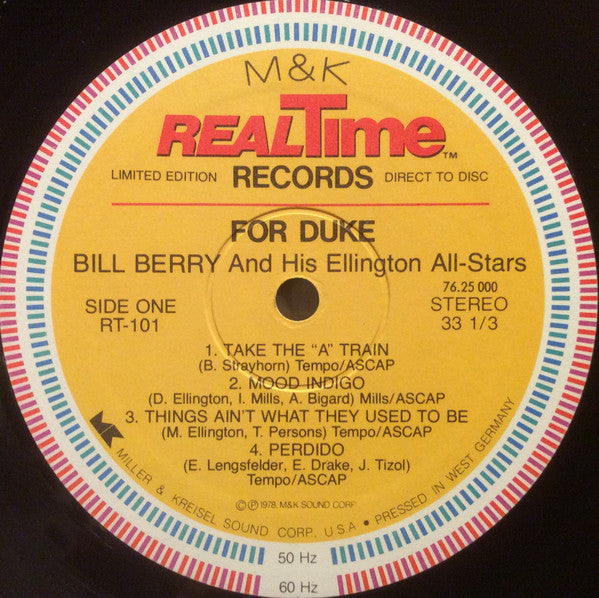 M&K
REALTime TM
LIMITED EDITION RECORDS DIRECT TO DISC
FOR DUKE
BILL BERRY And His Ellington All-Stars
76.25 000
SIDE ONE STEREO
RT-101 33 1/3
1. TAKE THE “A” TRAIN
(B. Strayhorn) Tempo/ASCAP
2. MOOD INDIGO
(D. Ellington, I. Mills, A. Bigard) Mills/ASCAP
3. THINGS AIN'T WHAT THEY USED TO BE
(M. Ellington, T. Persons) Tempo/ASCAP
4. PERDIDO
(E. Lengsfelder, E. Drake, J. Tizol)
Tempo/ASCAP
©℗1978, M&K SOUND CORP.
MILLER & KREISEL SOUND CORP., U.S.A • PRESSED IN WEST GERMANY
50 Hz
60 Hz